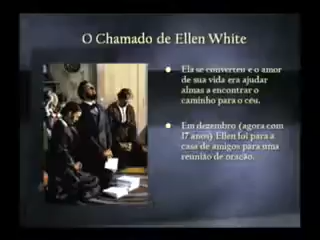 O Chamado de Ellen White
Ela se converteu e o amor
de sua vida era ajudar
almas a encontrar o
caminho para o céu.
Em dezembro (agora com
17 anos) Ellen foi para a
casa de amigos para uma
reunião de oração.